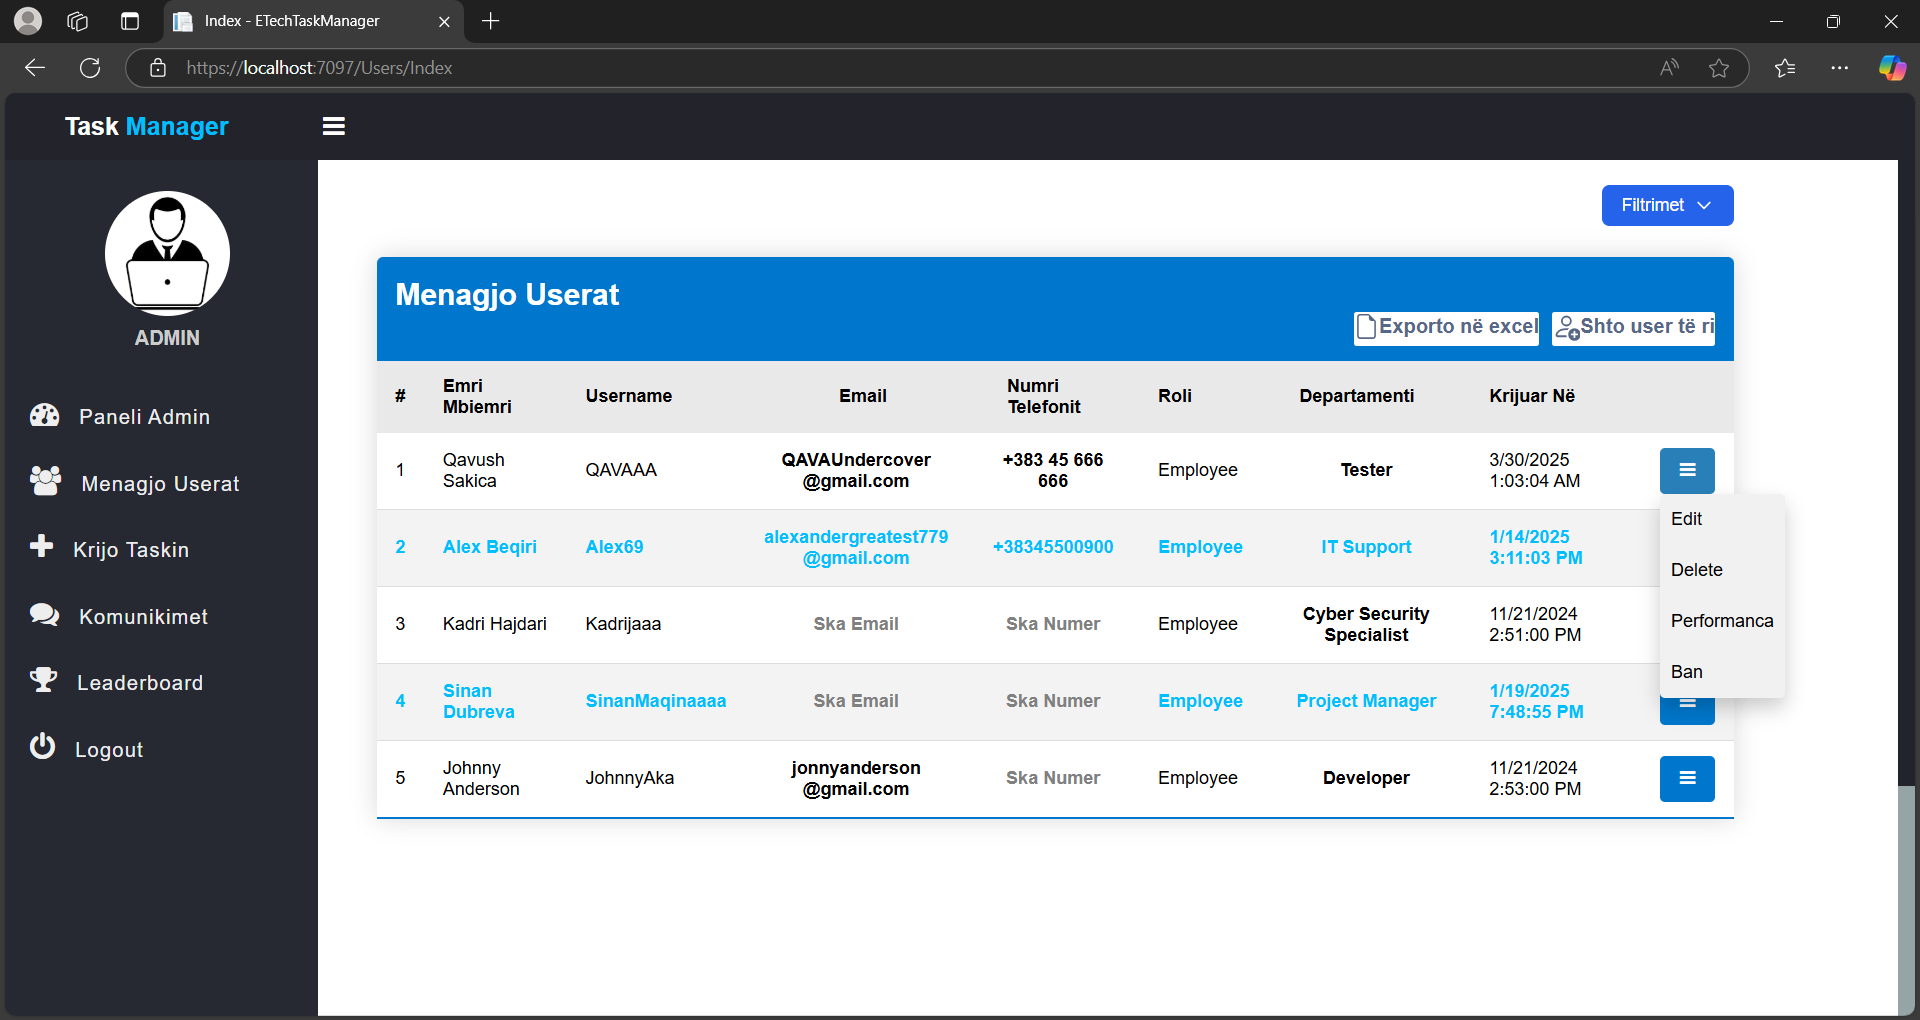 Index - ETechTaskManager
https://localhost:7097/Users/Index
Task Manager
ADMIN
Paneli Admin
Menagjo Userat
Krijo Taskin
Komunikimet
Leaderboard
Logout
Filtrimet
Menagjo Userat
Exporto në excel
Shto user të ri
# Emri Mbiemri Username Email Numri Telefonit Roli Departamenti Krijuar Në
1 Qavush Sakica QAVAAA QAVAUndercover@gmail.com +383 45 666 666 Employee Tester 3/30/2025 1:03:04 AM
2 Alex Beqiri Alex69 alexandergreatest779@gmail.com +38345500900 Employee IT Support 1/14/2025 3:11:03 PM
3 Kadri Hajdari Kadrijaaa Ska Email Ska Numer Employee Cyber Security Specialist 11/21/2024 2:51:00 PM
4 Sinan Dubreva SinanMaqinaaaa Ska Email Ska Numer Employee Project Manager 1/19/2025 7:48:55 PM
5 Johnny Anderson JohnnyAka jonnyanderson@gmail.com Ska Numer Employee Developer 11/21/2024 2:53:00 PM
Edit
Delete
Performanca
Ban